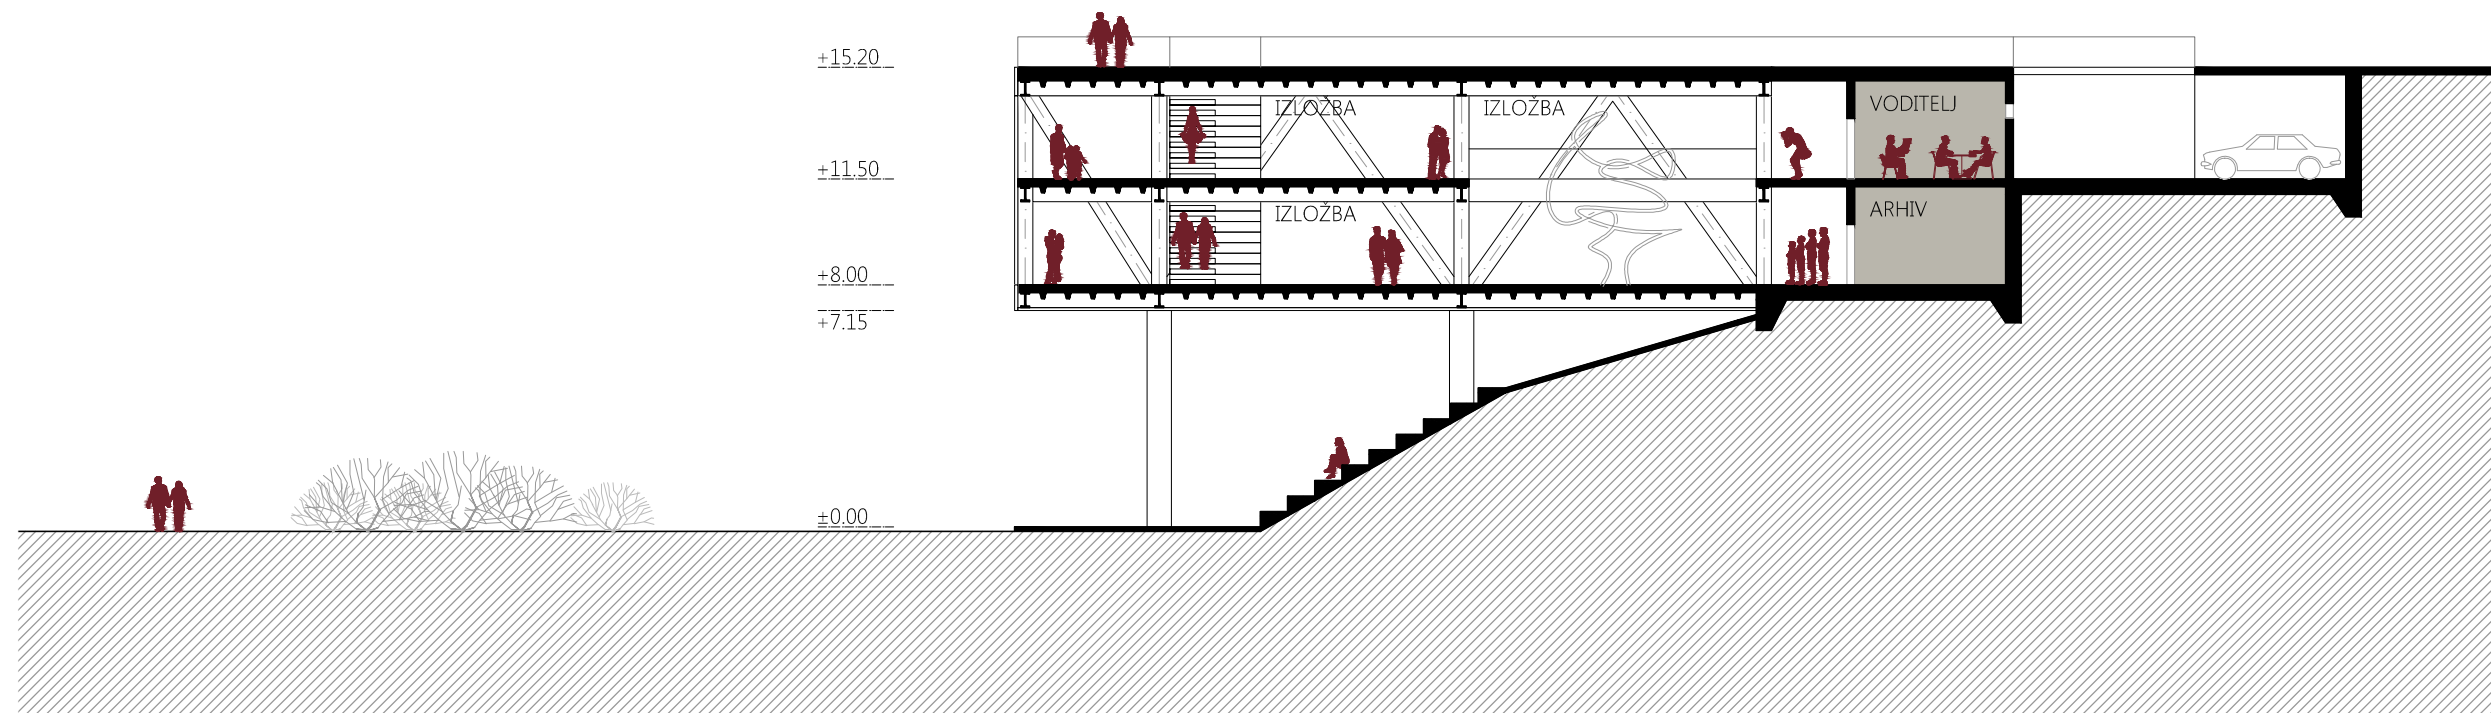 +15.20
IZLOŽBA
IZLOŽBA
VODITELJ
+11.50
IZLOŽBA
ARHIV
+8.00
+7.15
±0.00